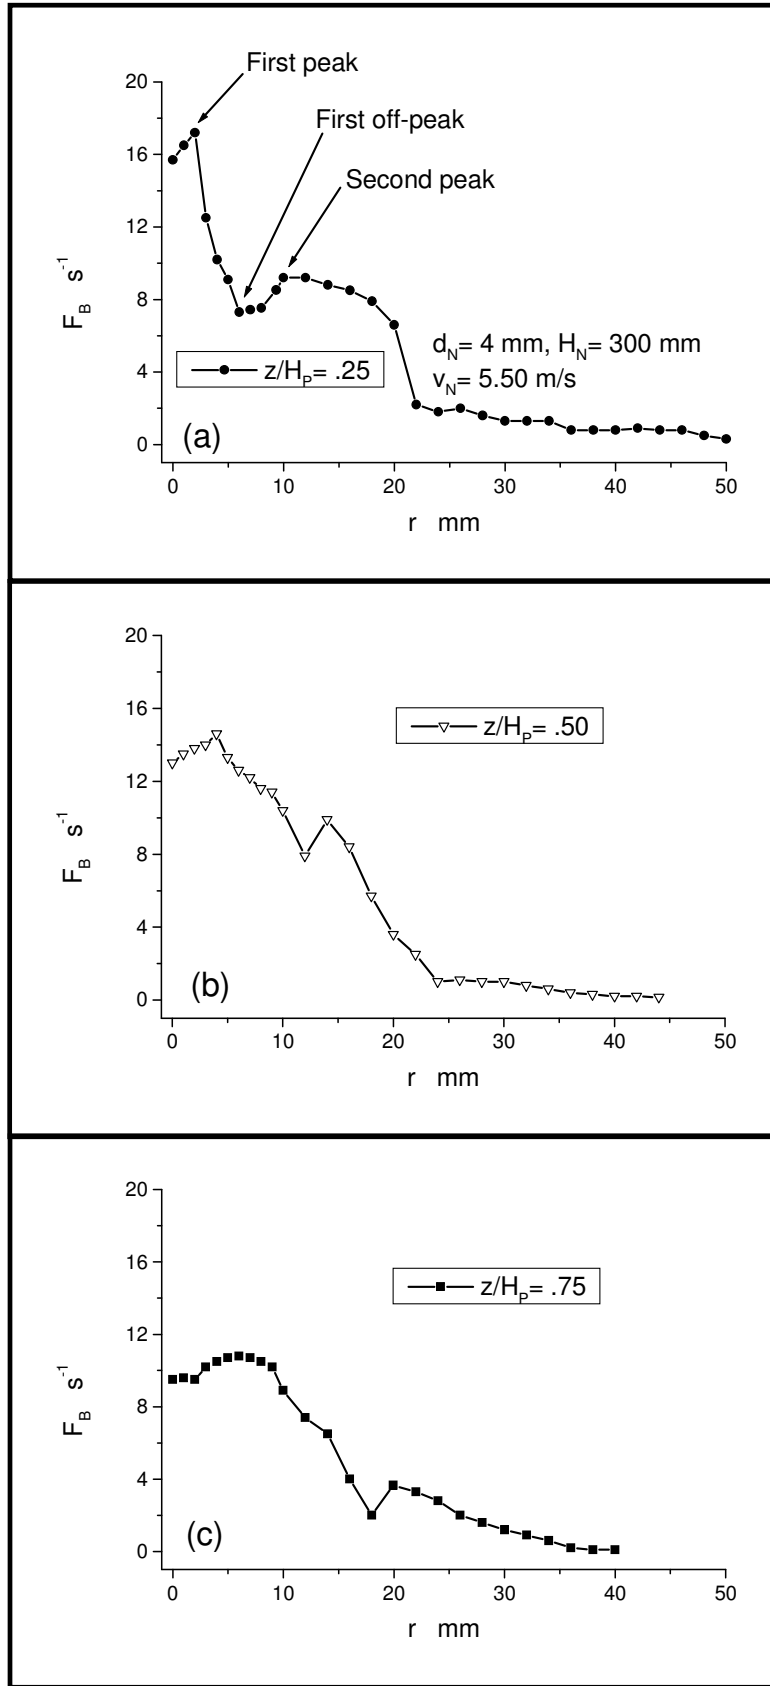 First peak
First off-peak
Second peak
20
16
12
8
4
0
F_B s^-1
d_N= 4 mm, H_N= 300 mm
v_N= 5.50 m/s
z/H_P= .25
(a)
0 10 20 30 40 50
r mm
20
16
12
8
4
0
F_B s^-1
z/H_P= .50
(b)
0 10 20 30 40 50
r mm
20
16
12
8
4
0
F_B s^-1
z/H_P= .75
(c)
0 10 20 30 40 50
r mm